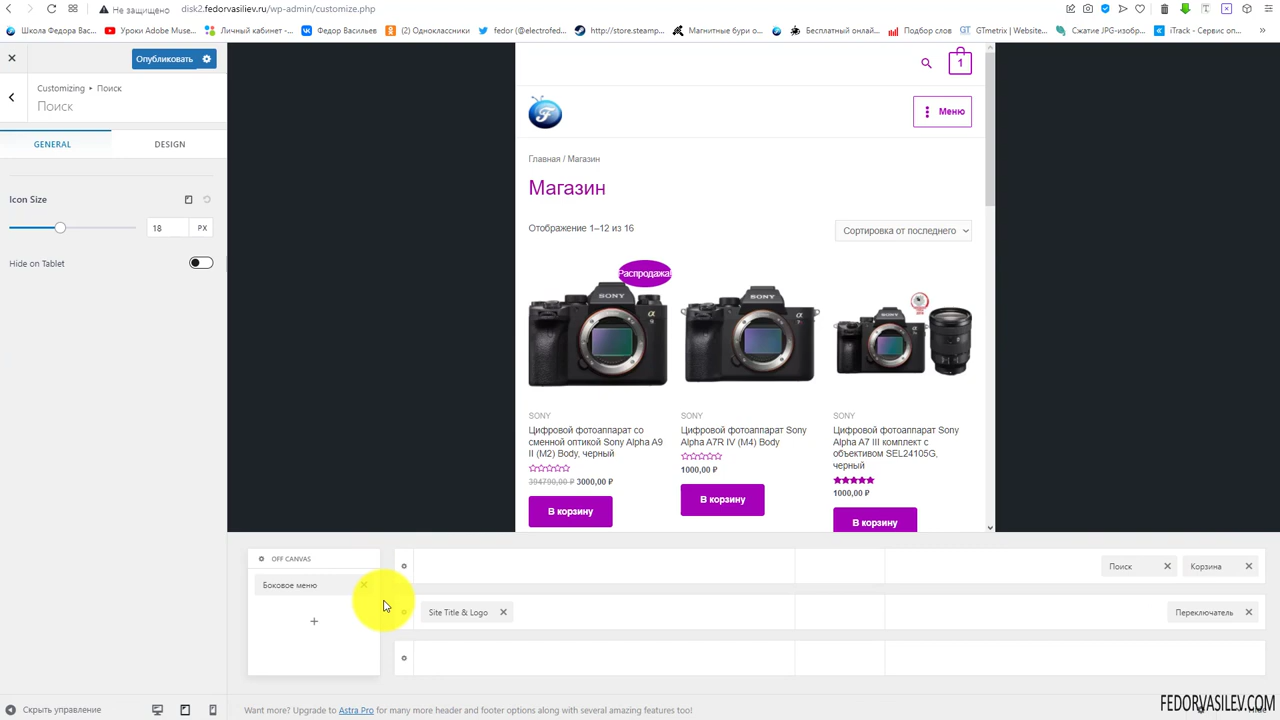 Не защищено
disk2.fedorvasiliev.ru/wp-admin/customize.php
Школа Федора Вас...
Уроки Adobe Muse...
Личный кабинет -...
Федор Васильев
(2) Одноклассники
fedor (@electrofed...
http://store.steamp...
Магнитные бури о...
Бесплатный онлай...
Подбор слов
GTmetrix | Website...
Сжатие JPG-изобр...
iTrack - Сервис оп...
Опубликовать
1
Customizing ▸ Поиск
Поиск
Меню
GENERAL
DESIGN
Главная / Магазин
Магазин
Icon Size
18
PX
Отображение 1–12 из 16
Сортировка от последнего
Hide on Tablet
Распродажа!
SONY
SONY
SONY
SONY
SONY
Цифровой фотоаппарат со
сменной оптикой Sony Alpha A9
II (M2) Body, черный
394790,00 ₽ 3000,00 ₽
В корзину
SONY
Цифровой фотоаппарат Sony
Alpha A7R IV (M4) Body
1000,00 ₽
В корзину
SONY
Цифровой фотоаппарат Sony
Alpha A7 III комплект с
объективом SEL24105G,
черный
1000,00 ₽
В корзину
OFF CANVAS
Боковое меню
Поиск
Корзина
Site Title & Logo
Переключатель
Скрыть управление
Want more? Upgrade to Astra Pro for many more header and footer options along with several amazing features too!
Hide
FEDORVASILEV.COM